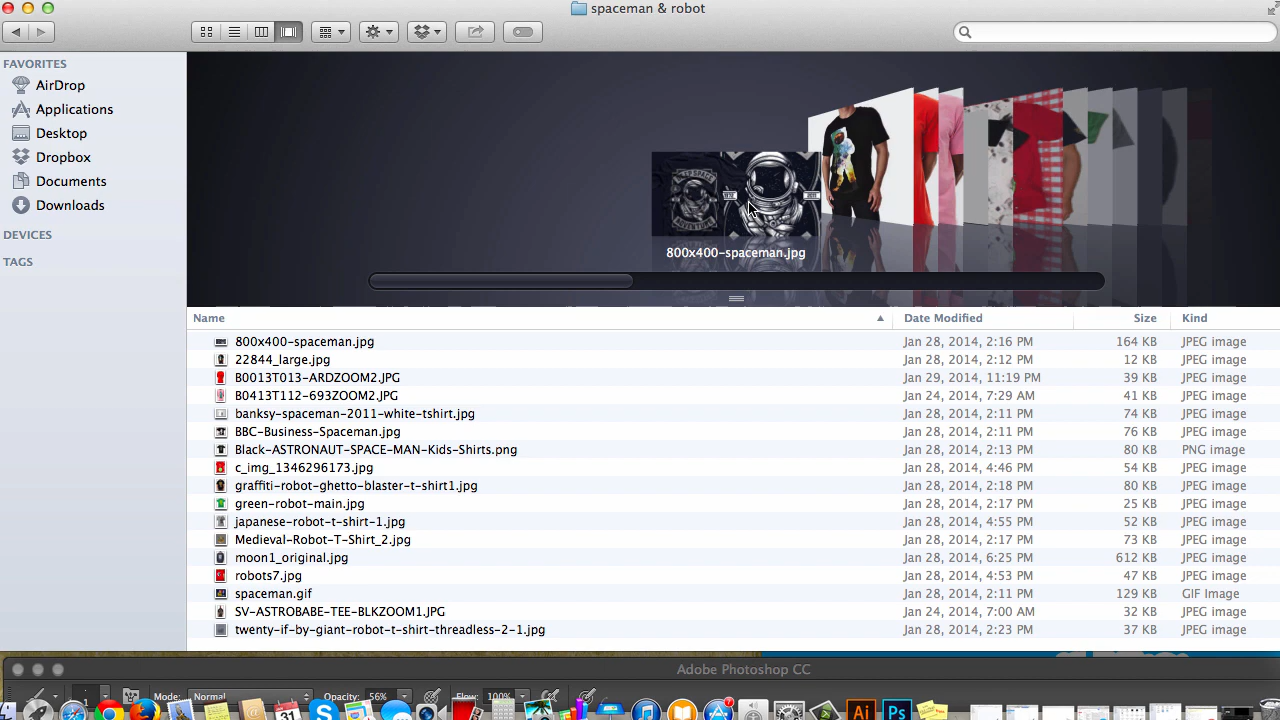 spaceman & robot
FAVORITES
AirDrop
Applications
Desktop
Dropbox
Documents
Downloads
DEVICES
TAGS
800x400-spaceman.jpg
Name Date Modified Size Kind
800x400-spaceman.jpg Jan 28, 2014, 2:16 PM 164 KB JPEG image
22844_large.jpg Jan 28, 2014, 2:12 PM 12 KB JPEG image
B0013T013-ARDZOOM2.JPG Jan 29, 2014, 11:19 PM 39 KB JPEG image
B0413T112-693ZOOM2.JPG Jan 24, 2014, 7:29 AM 41 KB JPEG image
banksy-spaceman-2011-white-tshirt.jpg Jan 28, 2014, 2:11 PM 74 KB JPEG image
BBC-Business-Spaceman.jpg Jan 28, 2014, 2:11 PM 76 KB JPEG image
Black-ASTRONAUT-SPACE-MAN-Kids-Shirts.png Jan 28, 2014, 2:13 PM 80 KB PNG image
c_img_1346296173.jpg Jan 28, 2014, 4:46 PM 54 KB JPEG image
graffiti-robot-ghetto-blaster-t-shirt1.jpg Jan 28, 2014, 2:18 PM 80 KB JPEG image
green-robot-main.jpg Jan 28, 2014, 2:17 PM 25 KB JPEG image
japanese-robot-t-shirt-1.jpg Jan 28, 2014, 4:55 PM 52 KB JPEG image
Medieval-Robot-T-Shirt_2.jpg Jan 28, 2014, 2:17 PM 73 KB JPEG image
moon1_original.jpg Jan 28, 2014, 6:25 PM 612 KB JPEG image
robots7.jpg Jan 28, 2014, 4:53 PM 47 KB JPEG image
spaceman.gif Jan 28, 2014, 2:11 PM 129 KB GIF Image
SV-ASTROBABE-TEE-BLKZOOM1.JPG Jan 24, 2014, 7:00 AM 32 KB JPEG image
twenty-if-by-giant-robot-t-shirt-threadless-2-1.jpg Jan 28, 2014, 2:23 PM 37 KB JPEG image
Adobe Photoshop CC
Mode: Normal Opacity: 56% Flow: 100%
31 Ai Ps